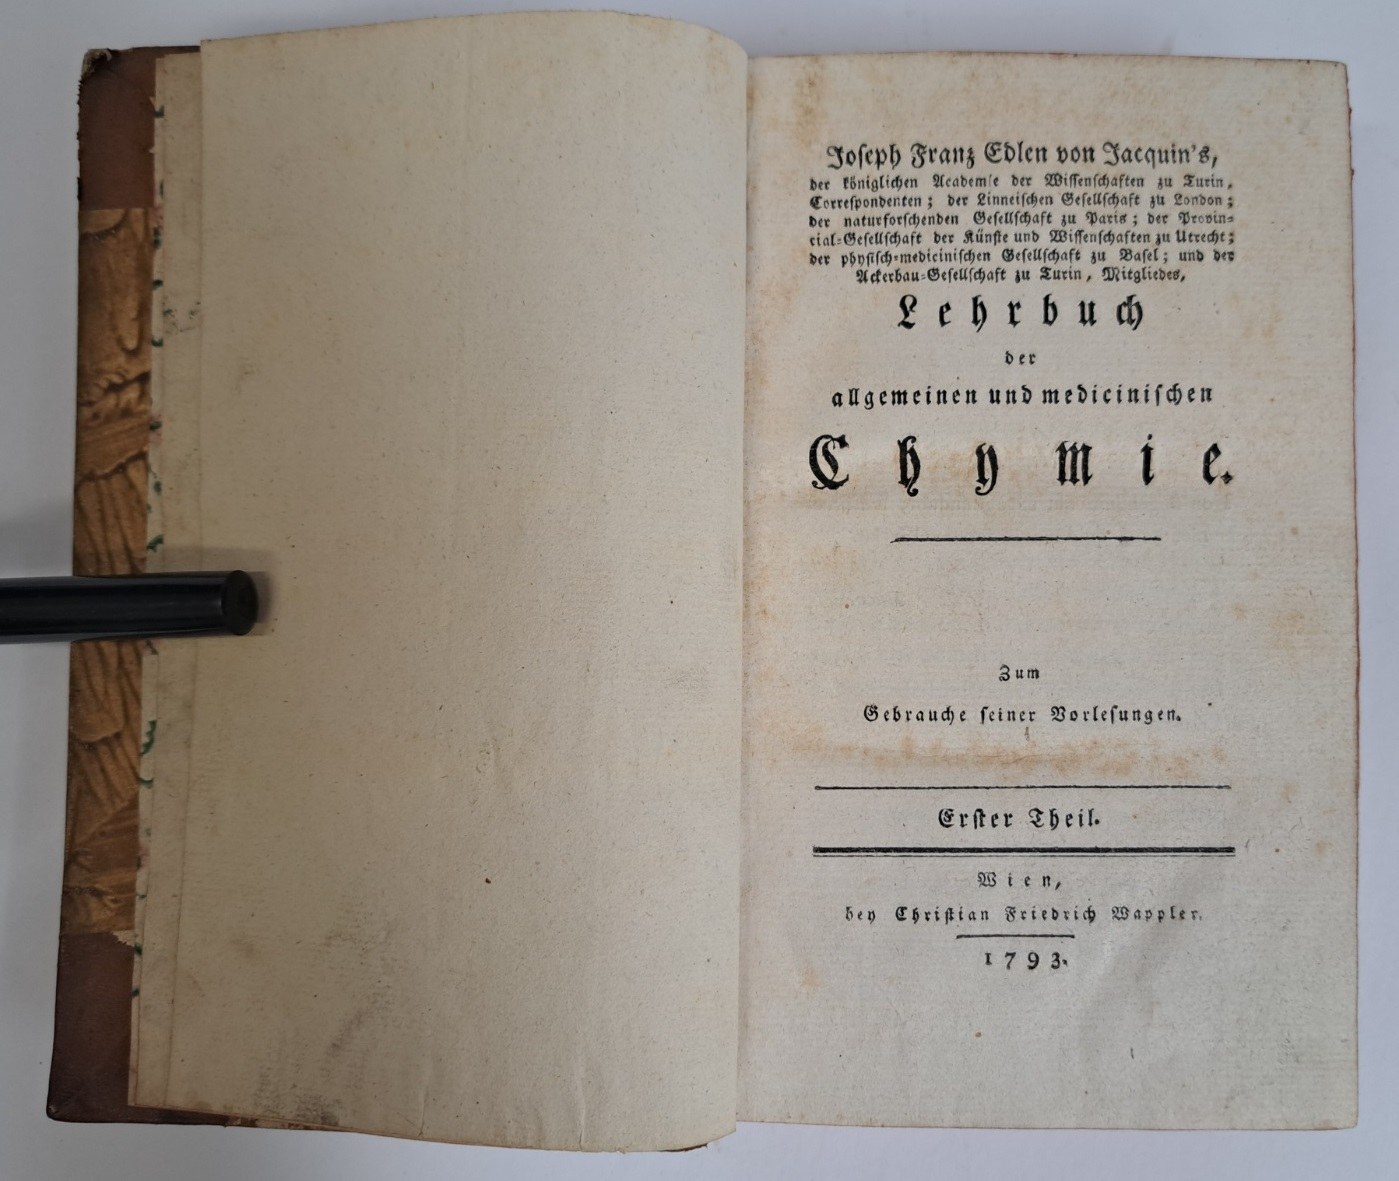 Joseph Franz Edlen von Jacquin's,
der königlichen Academie der Wissenschaften zu Turin,
Correspondenten; der Linneischen Gesellschaft zu London;
der naturforschenden Gesellschaft zu Paris; der Provin=
cial=Gesellschaft der Künste und Wissenschaften zu Utrecht;
der physisch=medicinischen Gesellschaft zu Basel; und der
Ackerbau=Gesellschaft zu Turin, Mitgliedes,
Lehrbuch
der
allgemeinen und medicinischen
Chymie.
Zum
Gebrauche seiner Vorlesungen.
Erster Theil.
Wien,
bey Christian Friedrich Wappler.
1793.